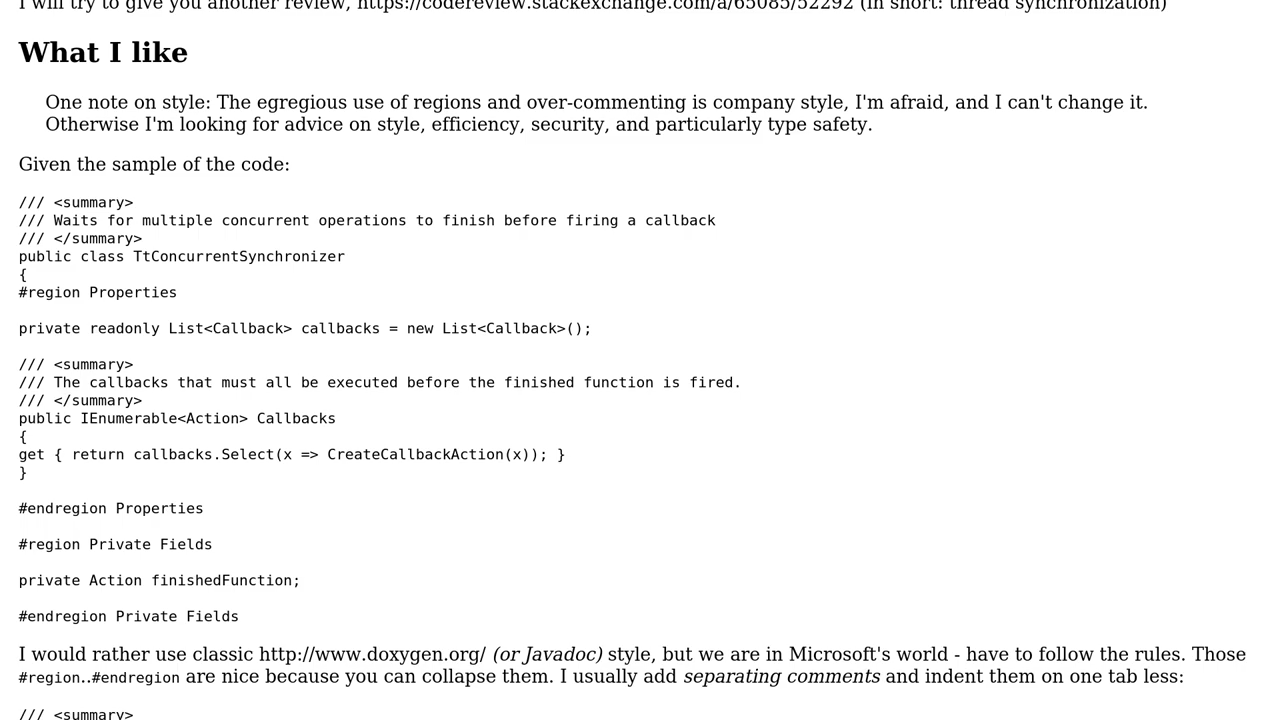 I will try to give you another review, https://codereview.stackexchange.com/a/65085/52292 (in short: thread synchronization)
What I like
One note on style: The egregious use of regions and over-commenting is company style, I'm afraid, and I can't change it.
Otherwise I'm looking for advice on style, efficiency, security, and particularly type safety.
Given the sample of the code:
/// <summary>
/// Waits for multiple concurrent operations to finish before firing a callback
/// </summary>
public class TtConcurrentSynchronizer
{
#region Properties
private readonly List<Callback> callbacks = new List<Callback>();
/// <summary>
/// The callbacks that must all be executed before the finished function is fired.
/// </summary>
public IEnumerable<Action> Callbacks
{
get { return callbacks.Select(x => CreateCallbackAction(x)); }
}
#endregion Properties
#region Private Fields
private Action finishedFunction;
#endregion Private Fields
I would rather use classic http://www.doxygen.org/ (or Javadoc) style, but we are in Microsoft's world - have to follow the rules. Those
#region..#endregion are nice because you can collapse them. I usually add separating comments and indent them on one tab less:
/// <summary>